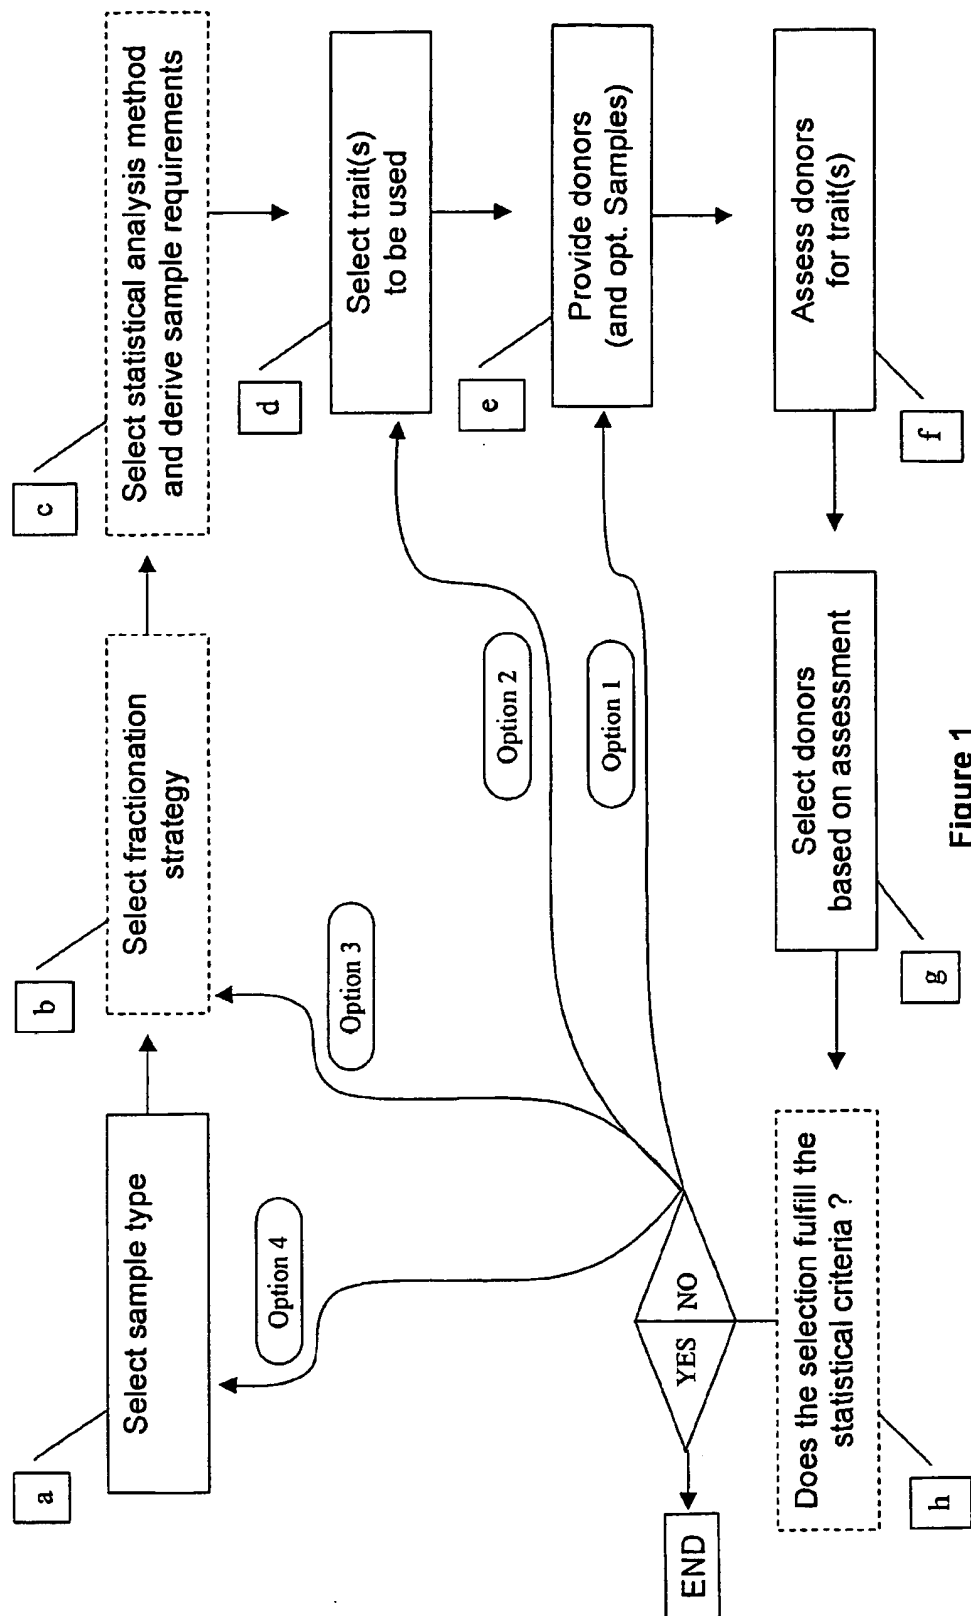 a
Select sample type
b
Select fractionation
strategy
c
Select statistical analysis method
and derive sample requirements
Option 4
Option 3
d
Select trait(s)
to be used
Option 2
e
Provide donors
(and opt. Samples)
Option 1
END
YES
NO
Does the selection fulfill the
statistical criteria ?
h
Select donors
based on assessment
g
Assess donors
for trait(s)
f
Figure 1